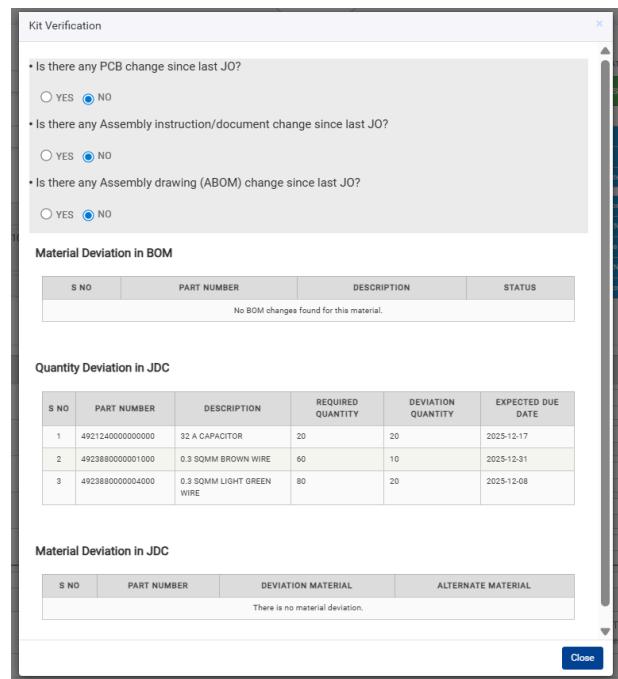 Kit Verification ×
• Is there any PCB change since last JO?
YES NO
• Is there any Assembly instruction/document change since last JO?
YES NO
• Is there any Assembly drawing (ABOM) change since last JO?
YES NO
Material Deviation in BOM
S NO PART NUMBER DESCRIPTION STATUS
No BOM changes found for this material.
Quantity Deviation in JDC
S NO PART NUMBER DESCRIPTION REQUIRED QUANTITY DEVIATION QUANTITY EXPECTED DUE DATE
1 4921240000000000 32 A CAPACITOR 20 20 2025-12-17
2 4923880000001000 0.3 SQMM BROWN WIRE 60 10 2025-12-31
3 4923880000004000 0.3 SQMM LIGHT GREEN WIRE 80 20 2025-12-08
Material Deviation in JDC
S NO PART NUMBER DEVIATION MATERIAL ALTERNATE MATERIAL
There is no material deviation.
Close